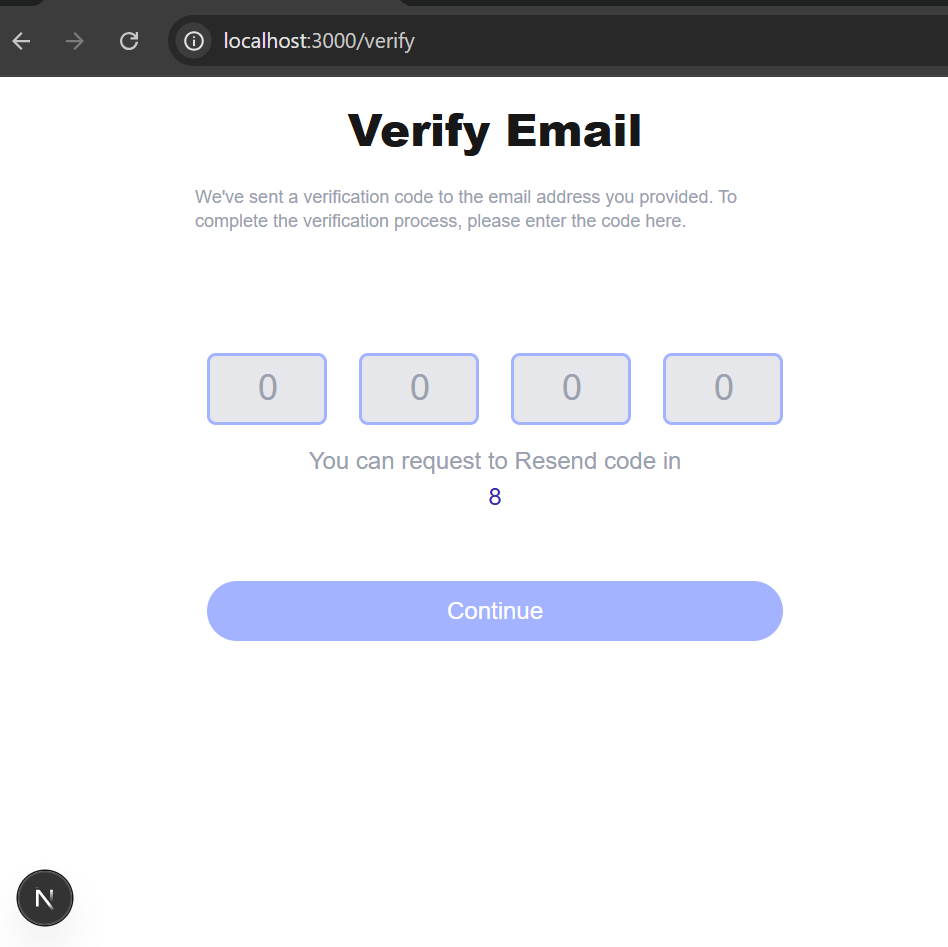 localhost:3000/verify
Verify Email
We've sent a verification code to the email address you provided. To
complete the verification process, please enter the code here.
0 0 0 0
You can request to Resend code in
8
Continue
N